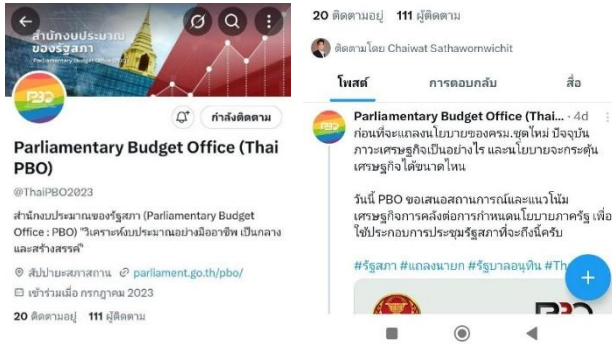 สำนักงบประมาณ
ของรัฐสภา
Parliamentary Budget Office
PBO
กำลังติดตาม
Parliamentary Budget Office (Thai
PBO)
@ThaiPBO2023
สำนักงบประมาณของรัฐสภา (Parliamentary Budget
Office : PBO) "วิเคราะห์งบประมาณอย่างมืออาชีพ เป็นกลาง
และสร้างสรรค์"
สัปปายะสภาสถาน parliament.go.th/pbo/
เข้าร่วมเมื่อ กรกฎาคม 2023
20 ติดตามอยู่ 111 ผู้ติดตาม
20 ติดตามอยู่ 111 ผู้ติดตาม
ติดตามโดย Chaiwat Sathawornwichit
โพสต์ การตอบกลับ สื่อ
PBO
Parliamentary Budget Office (Thai... · 4d
ก่อนที่จะแถลงนโยบายของครม.ชุดใหม่ ปัจจุบัน
ภาวะเศรษฐกิจเป็นอย่างไร และนโยบายจะกระตุ้น
เศรษฐกิจได้ขนาดไหน
วันนี้ PBO ขอเสนอสถานการณ์และแนวโน้ม
เศรษฐกิจการคลังต่อการกำหนดนโยบายภาครัฐ เพื่อ
ใช้ประกอบการประชุมรัฐสภาที่จะถึงนี้ครับ
#รัฐสภา #แถลงนายก #รัฐบาลอนุทิน #Th
PBO